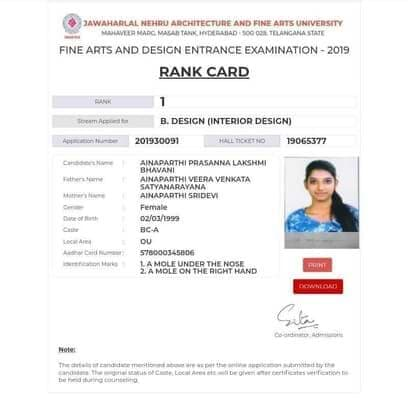 JAWAHARLAL NEHRU ARCHITECTURE AND FINE ARTS UNIVERSITY
MAHAVEER MARG, MASAB TANK, HYDERABAD - 500 028, TELANGANA STATE
FINE ARTS AND DESIGN ENTRANCE EXAMINATION - 2019
RANK CARD
RANK 1
Stream Applied for B. DESIGN (INTERIOR DESIGN)
Application Number 201930091 HALL TICKET NO 19065377
Candidate's Name : AINAPARTHI PRASANNA LAKSHMI
BHAVANI
Father's Name : AINAPARTHI VEERA VENKATA
SATYANARAYANA
Mother's Name : AINAPARTHI SRIDEVI
Gender : Female
Date of Birth : 02/03/1999
Caste : BC-A
Local Area : OU
Aadhar Card Number : 578000345806
Identification Marks : 1. A MOLE UNDER THE NOSE
2. A MOLE ON THE RIGHT HAND
PRINT
DOWNLOAD
Sita
Co-ordinator, Admissions
Note:
The details of candidate mentioned above are as per the online application submitted by the
candidate. The original status of Caste, Local Area etc will be given after certificates verification to
be held during counseling.